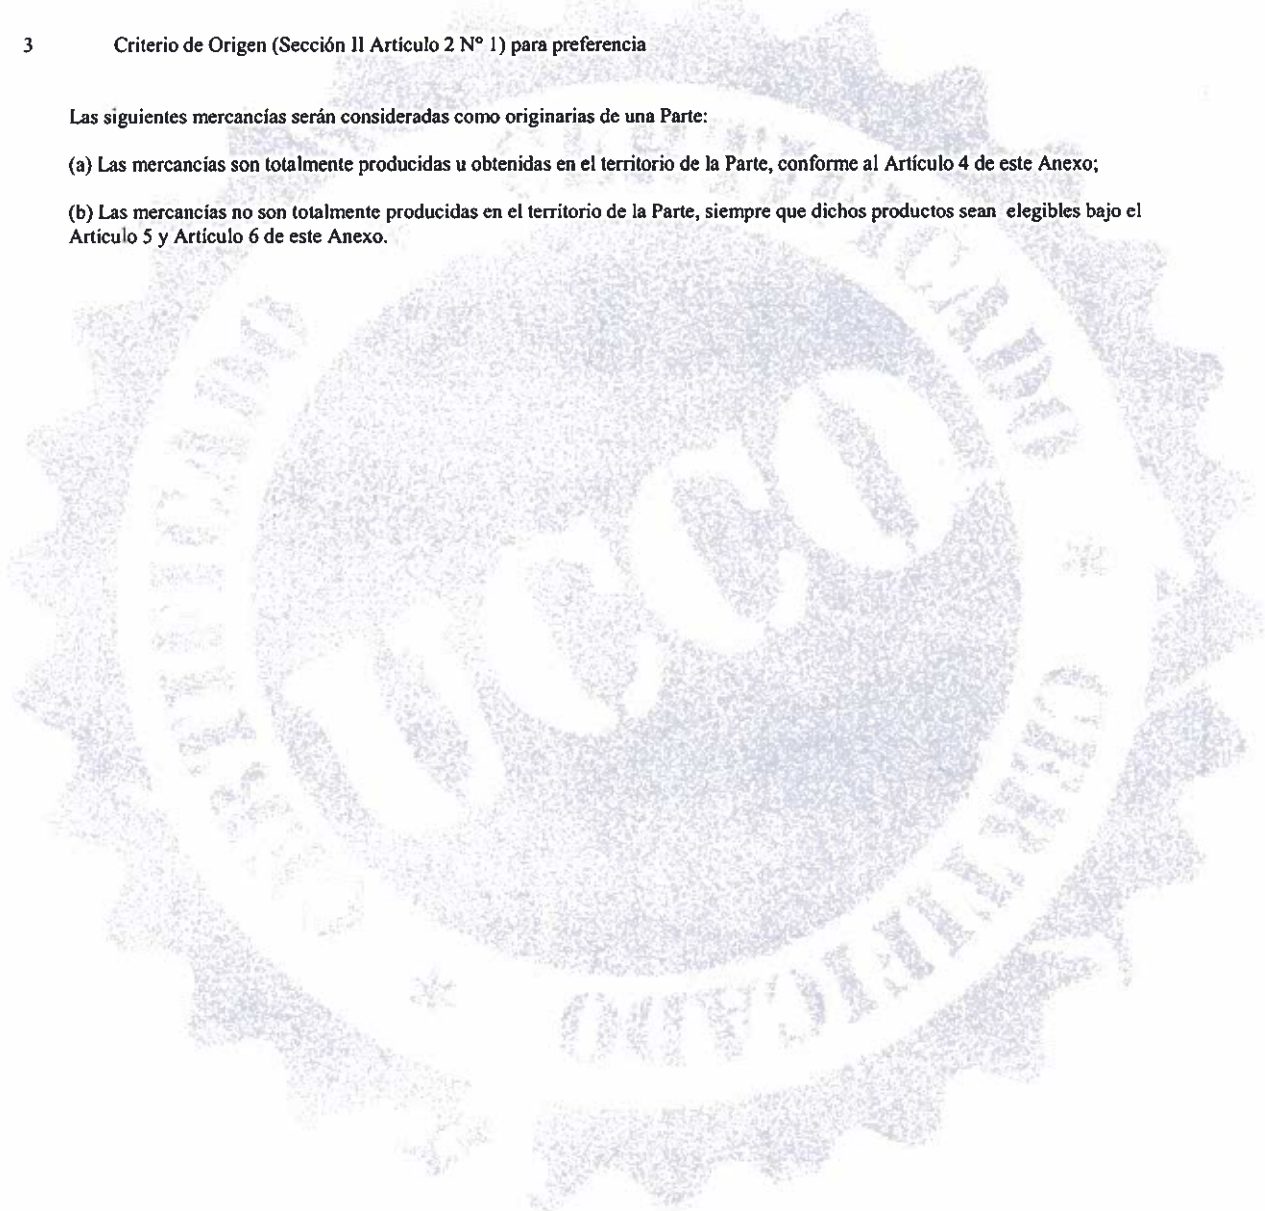 3 Criterio de Origen (Sección II Artículo 2 N° 1) para preferencia
Las siguientes mercancías serán consideradas como originarias de una Parte:
(a) Las mercancías son totalmente producidas u obtenidas en el territorio de la Parte, conforme al Artículo 4 de este Anexo;
(b) Las mercancías no son totalmente producidas en el territorio de la Parte, siempre que dichos productos sean elegibles bajo el
Artículo 5 y Artículo 6 de este Anexo.
CERTIFICADO
CERTIFICADO
CERTIFICADO